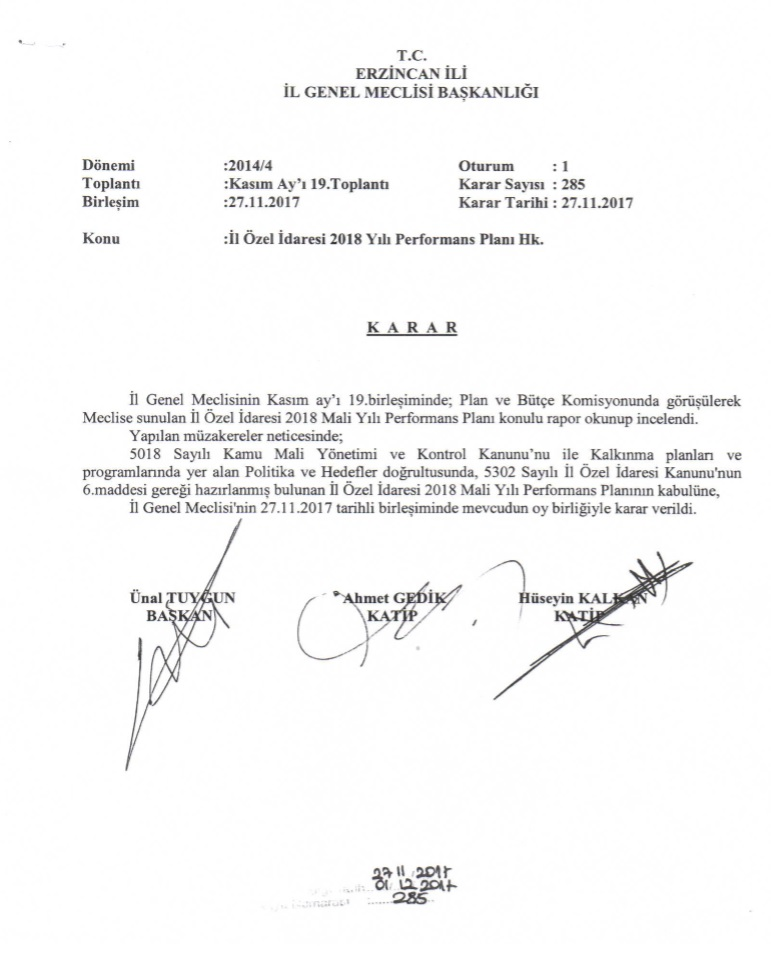 T.C.
ERZİNCAN İLİ
İL GENEL MECLİSİ BAŞKANLIĞI
Dönemi :2014/4 Oturum : 1
Toplantı :Kasım Ay’ı 19.Toplantı Karar Sayısı : 285
Birleşim :27.11.2017 Karar Tarihi : 27.11.2017
Konu :İl Özel İdaresi 2018 Yılı Performans Planı Hk.
K A R A R
İl Genel Meclisinin Kasım ay’ı 19.birleşiminde; Plan ve Bütçe Komisyonunda görüşülerek
Meclise sunulan İl Özel İdaresi 2018 Mali Yılı Performans Planı konulu rapor okunup incelendi.
Yapılan müzakereler neticesinde;
5018 Sayılı Kamu Mali Yönetimi ve Kontrol Kanunu’nu ile Kalkınma planları ve
programlarında yer alan Politika ve Hedefler doğrultusunda, 5302 Sayılı İl Özel İdaresi Kanunu'nun
6.maddesi gereği hazırlanmış bulunan İl Özel İdaresi 2018 Mali Yılı Performans Planının kabulüne,
İl Genel Meclisi'nin 27.11.2017 tarihli birleşiminde mevcudun oy birliğiyle karar verildi.
Ünal TUYGUN Ahmet GEDİK Hüseyin KALKAN
BAŞKAN KATİP KATİP
27 11 2017
01 12 2017
285